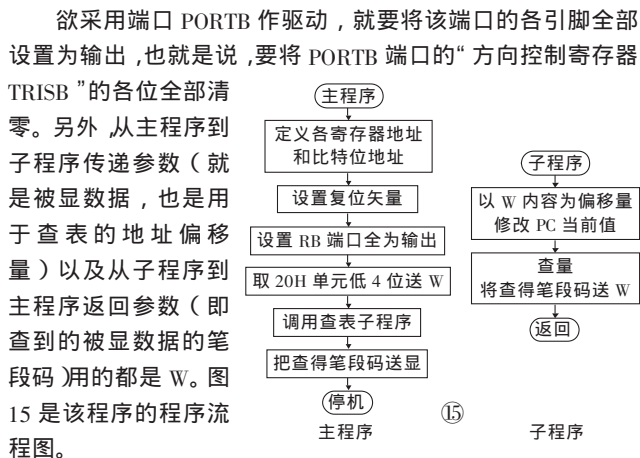 欲采用端口 PORTB 作驱动，就要将该端口的各引脚全部
设置为输出,也就是说,要将 PORTB 端口的“方向控制寄存器
TRISB”的各位全部清
零。另外,从主程序到
子程序传递参数（就
是被显数据，也是用
于查表的地址偏移
量）以及从子程序到
主程序返回参数（即
查到的被显数据的笔
段码）用的都是 W。图
15 是该程序的程序流
程图。
主程序
定义各寄存器地址
和比特位地址
设置复位矢量
设置 RB 端口全为输出
取 20H 单元低 4 位送 W
调用查表子程序
把查得笔段码送显
停机
主程序
子程序
以 W 内容为偏移量
修改 PC 当前值
查量
将查得笔段码送 W
返回
子程序
⑮